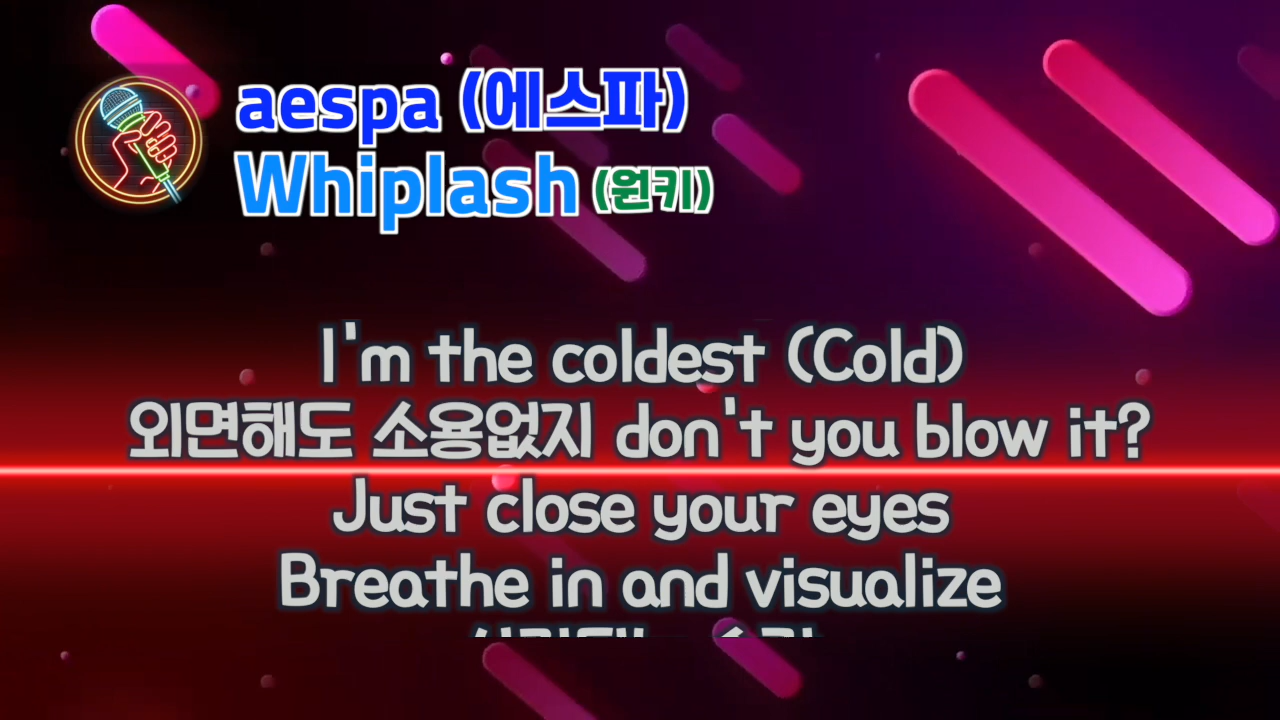 aespa (에스파)
Whiplash (원키)
I'm the coldest (Cold)
외면해도 소용없지 don't you blow it?
Just close your eyes
Breathe in and visualize